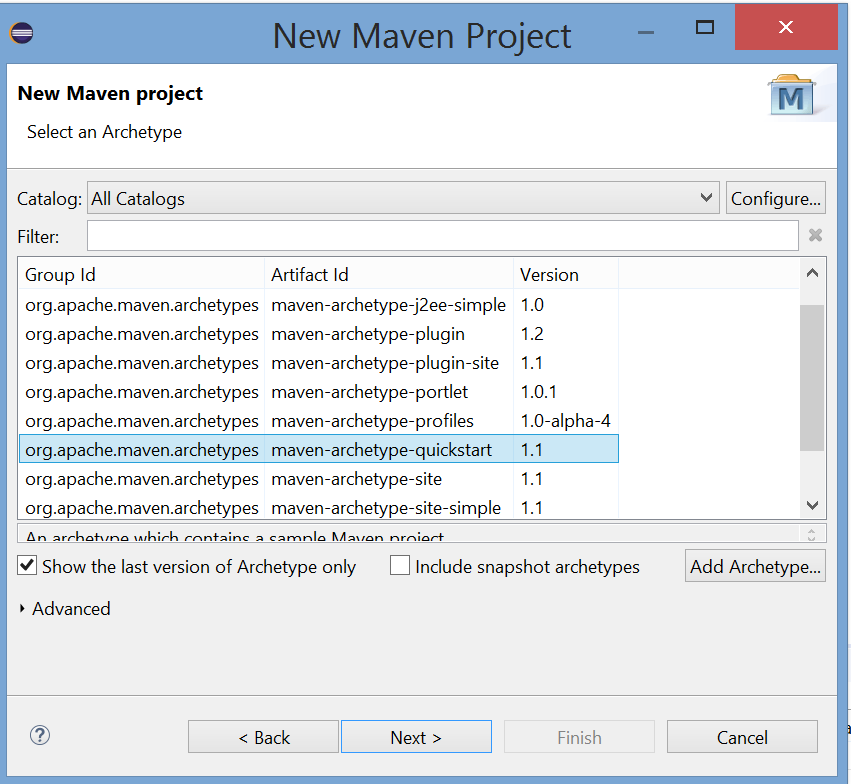 New Maven Project
New Maven project
Select an Archetype
M
Catalog: All Catalogs Configure...
Filter:
Group Id Artifact Id Version
org.apache.maven.archetypes maven-archetype-j2ee-simple 1.0
org.apache.maven.archetypes maven-archetype-plugin 1.2
org.apache.maven.archetypes maven-archetype-plugin-site 1.1
org.apache.maven.archetypes maven-archetype-portlet 1.0.1
org.apache.maven.archetypes maven-archetype-profiles 1.0-alpha-4
org.apache.maven.archetypes maven-archetype-quickstart 1.1
org.apache.maven.archetypes maven-archetype-site 1.1
org.apache.maven.archetypes maven-archetype-site-simple 1.1
An archetype which contains a sample Maven project.
Show the last version of Archetype only Include snapshot archetypes Add Archetype...
Advanced
? < Back Next > Finish Cancel